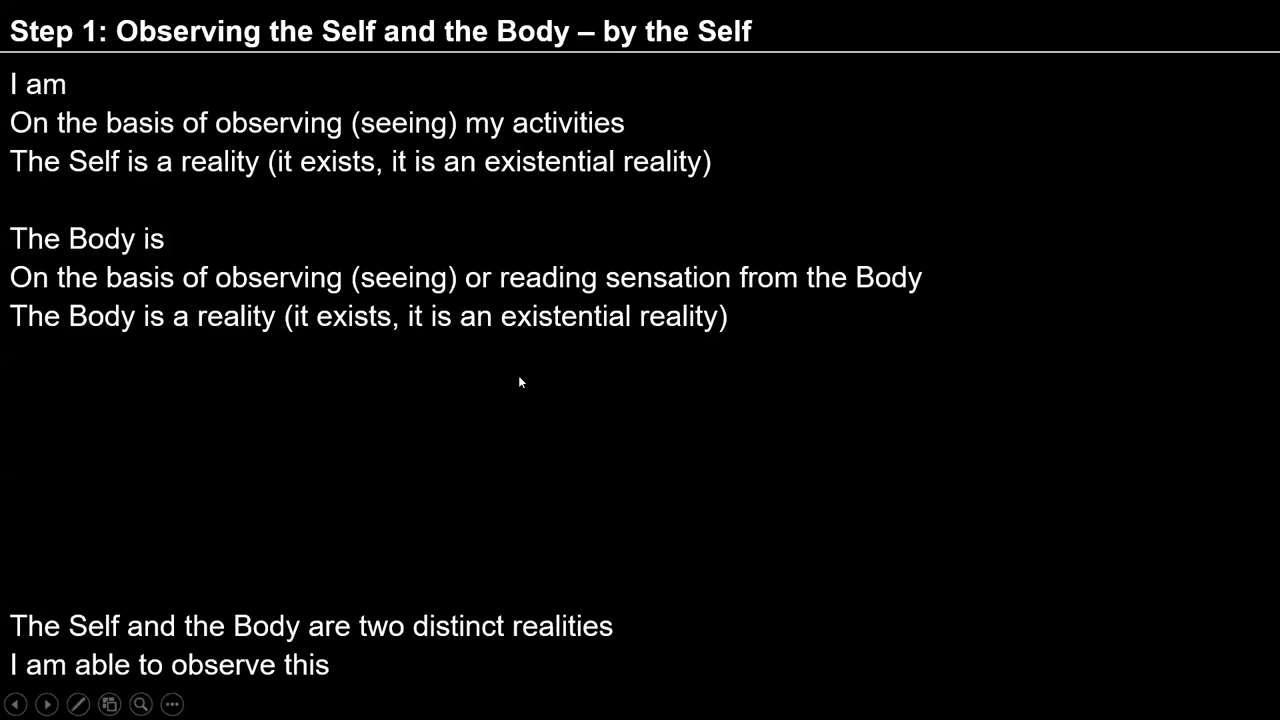 Step 1: Observing the Self and the Body – by the Self
I am
On the basis of observing (seeing) my activities
The Self is a reality (it exists, it is an existential reality)
The Body is
On the basis of observing (seeing) or reading sensation from the Body
The Body is a reality (it exists, it is an existential reality)
The Self and the Body are two distinct realities
I am able to observe this